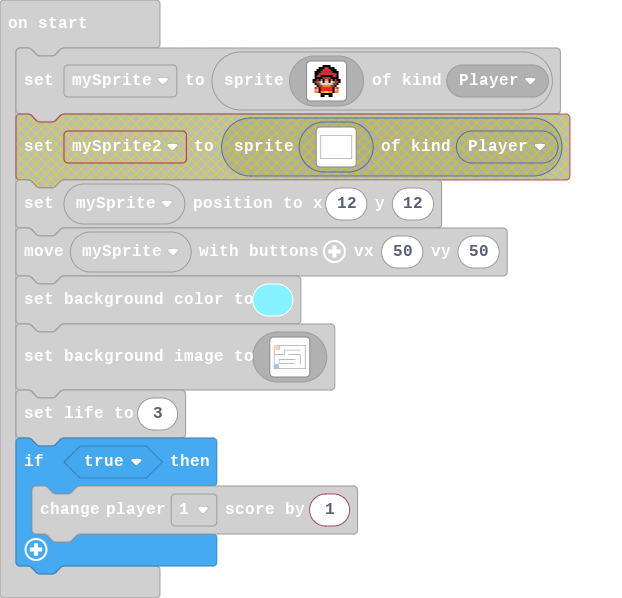 on start
set mySprite to sprite of kind Player
set mySprite2 to sprite of kind Player
set mySprite position to x 12 y 12
move mySprite with buttons vx 50 vy 50
set background color to
set background image to
set life to 3
if true then
change player 1 score by 1